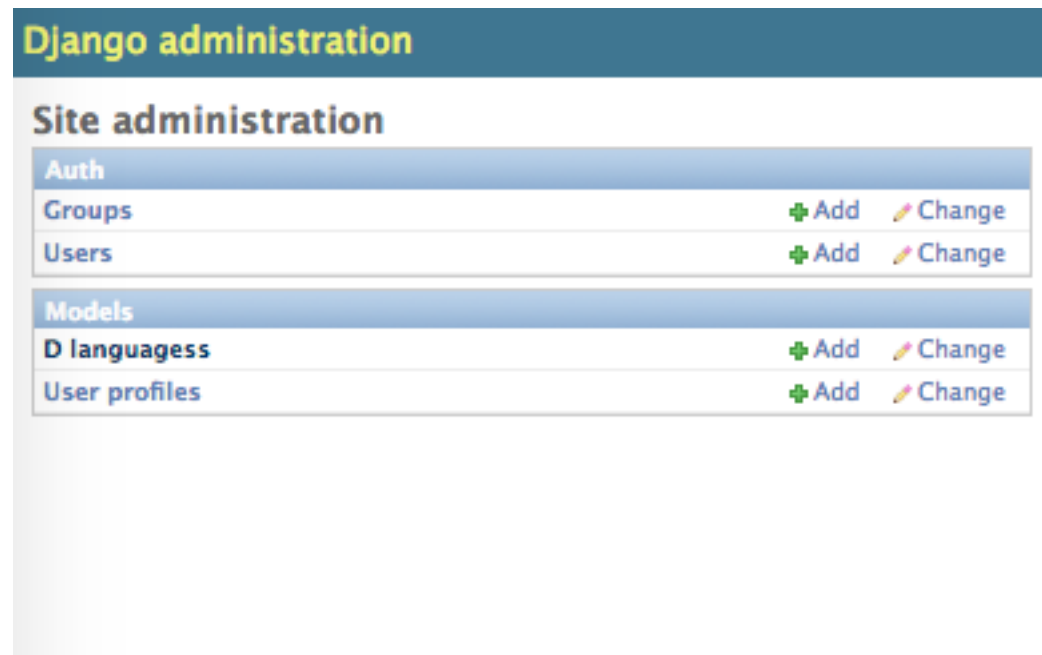 Django administration
Site administration
Auth
Groups Add Change
Users Add Change
Models
D languagess Add Change
User profiles Add Change